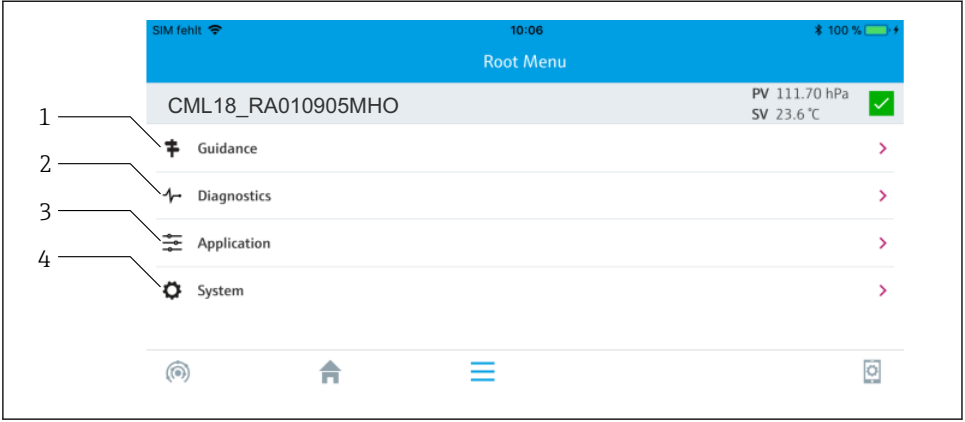 SIM fehlt 10:06 100 %
Root Menu
CML18_RA010905MHO
PV 111.70 hPa
SV 23.6 °C
1
Guidance
2
Diagnostics
3
Application
4
System